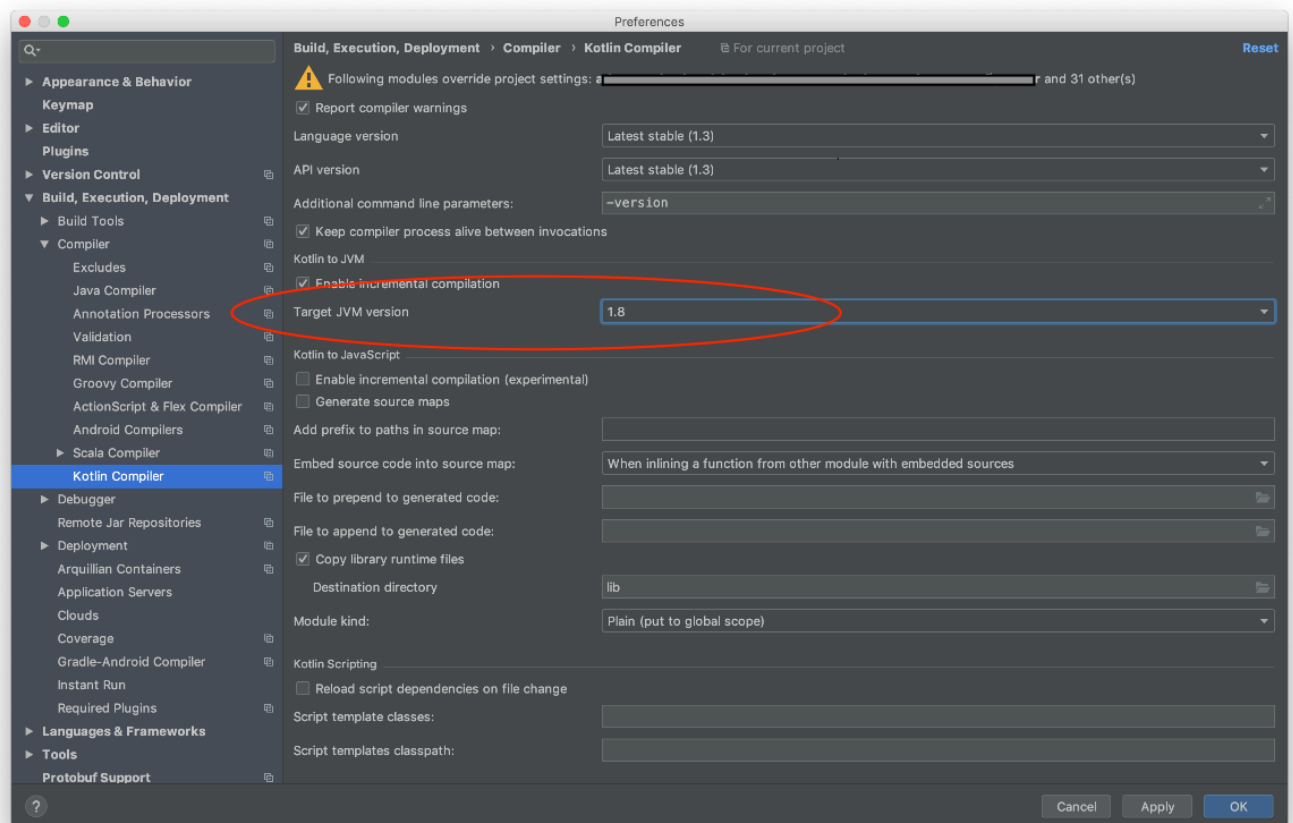 Preferences
Appearance & Behavior
Keymap
Editor
Plugins
Version Control
Build, Execution, Deployment
Build Tools
Compiler
Excludes
Java Compiler
Annotation Processors
Validation
RMI Compiler
Groovy Compiler
ActionScript & Flex Compiler
Android Compilers
Scala Compiler
Kotlin Compiler
Debugger
Remote Jar Repositories
Deployment
Arquillian Containers
Application Servers
Clouds
Coverage
Gradle-Android Compiler
Instant Run
Required Plugins
Languages & Frameworks
Tools
Protobuf Support
Build, Execution, Deployment › Compiler › Kotlin Compiler For current project Reset
Following modules override project settings: a r and 31 other(s)
Report compiler warnings
Language version Latest stable (1.3)
API version Latest stable (1.3)
Additional command line parameters: -version
Keep compiler process alive between invocations
Kotlin to JVM
Enable incremental compilation
Target JVM version 1.8
Kotlin to JavaScript
Enable incremental compilation (experimental)
Generate source maps
Add prefix to paths in source map:
Embed source code into source map: When inlining a function from other module with embedded sources
File to prepend to generated code:
File to append to generated code:
Copy library runtime files
Destination directory lib
Module kind: Plain (put to global scope)
Kotlin Scripting
Reload script dependencies on file change
Script template classes:
Script templates classpath:
? Cancel Apply OK